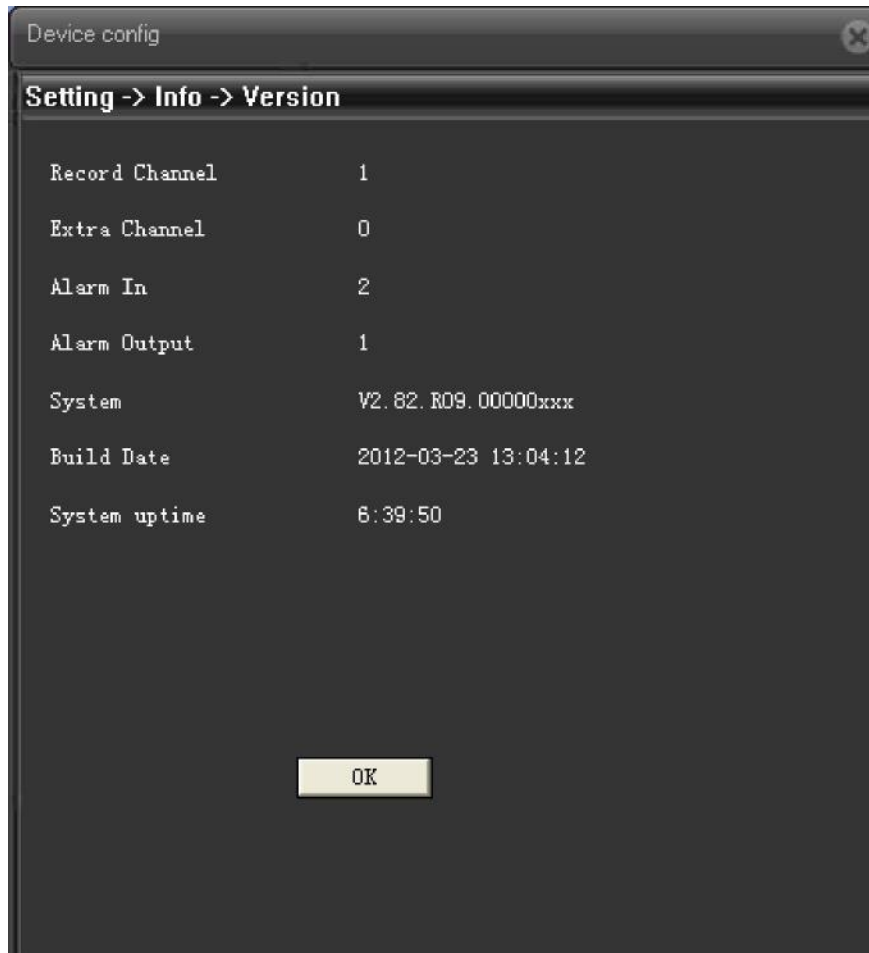 Device config
Setting -> Info -> Version
Record Channel 1
Extra Channel 0
Alarm In 2
Alarm Output 1
System V2.82.R09.00000xxx
Build Date 2012-03-23 13:04:12
System uptime 6:39:50
OK